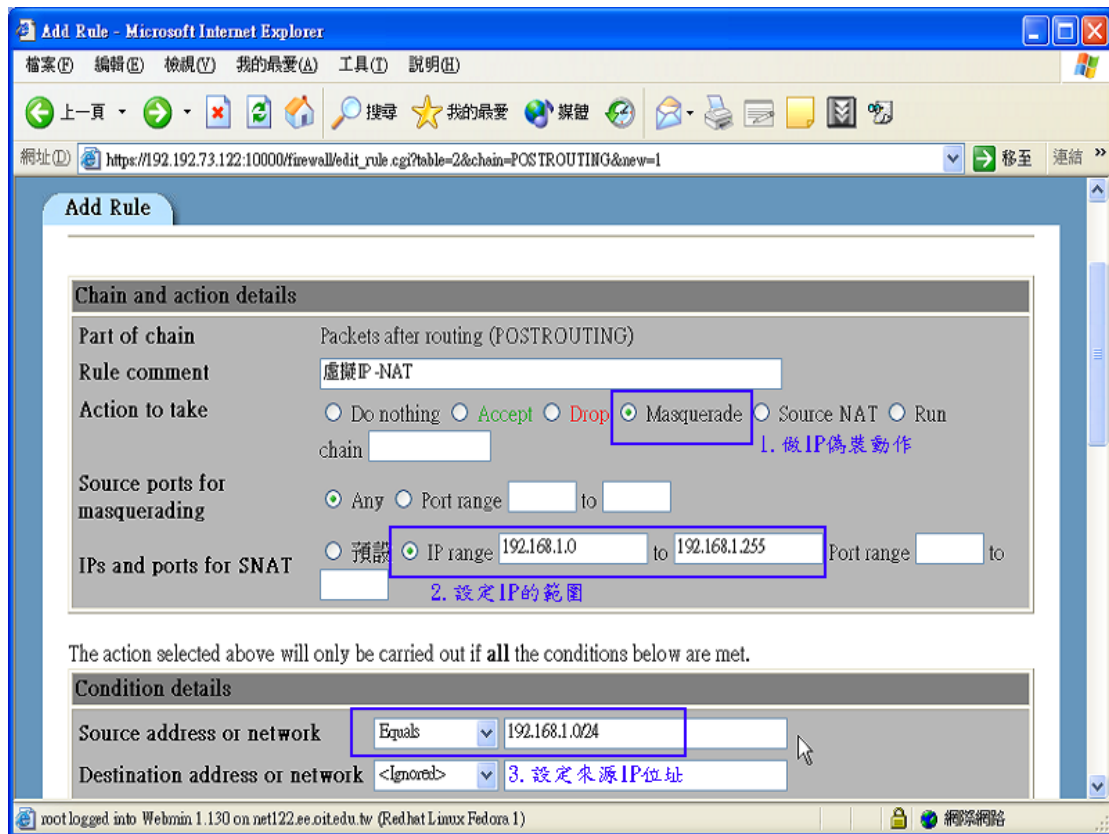 Add Rule - Microsoft Internet Explorer
檔案(F) 編輯(E) 檢視(V) 我的最愛(A) 工具(T) 說明(H)
上一頁 搜尋 我的最愛 媒體
網址(D) https://192.192.73.122:10000/firewall/edit_rule.cgi?table=2&chain=POSTROUTING&new=1 移至 連結 »
Add Rule
Chain and action details
Part of chain Packets after routing (POSTROUTING)
Rule comment 虛擬IP-NAT
Action to take Do nothing Accept Drop Masquerade Source NAT Run
chain 1. 做IP偽裝動作
Source ports for
masquerading Any Port range to
IPs and ports for SNAT 預設 IP range 192.168.1.0 to 192.168.1.255 Port range to
2. 設定IP的範圍
The action selected above will only be carried out if all the conditions below are met.
Condition details
Source address or network Equals 192.168.1.0/24
Destination address or network <Ignored> 3. 設定來源IP位址
root logged into Webmin 1.130 on net122.ee.oit.edu.tw (Redhat Linux Fedora 1) 網際網路